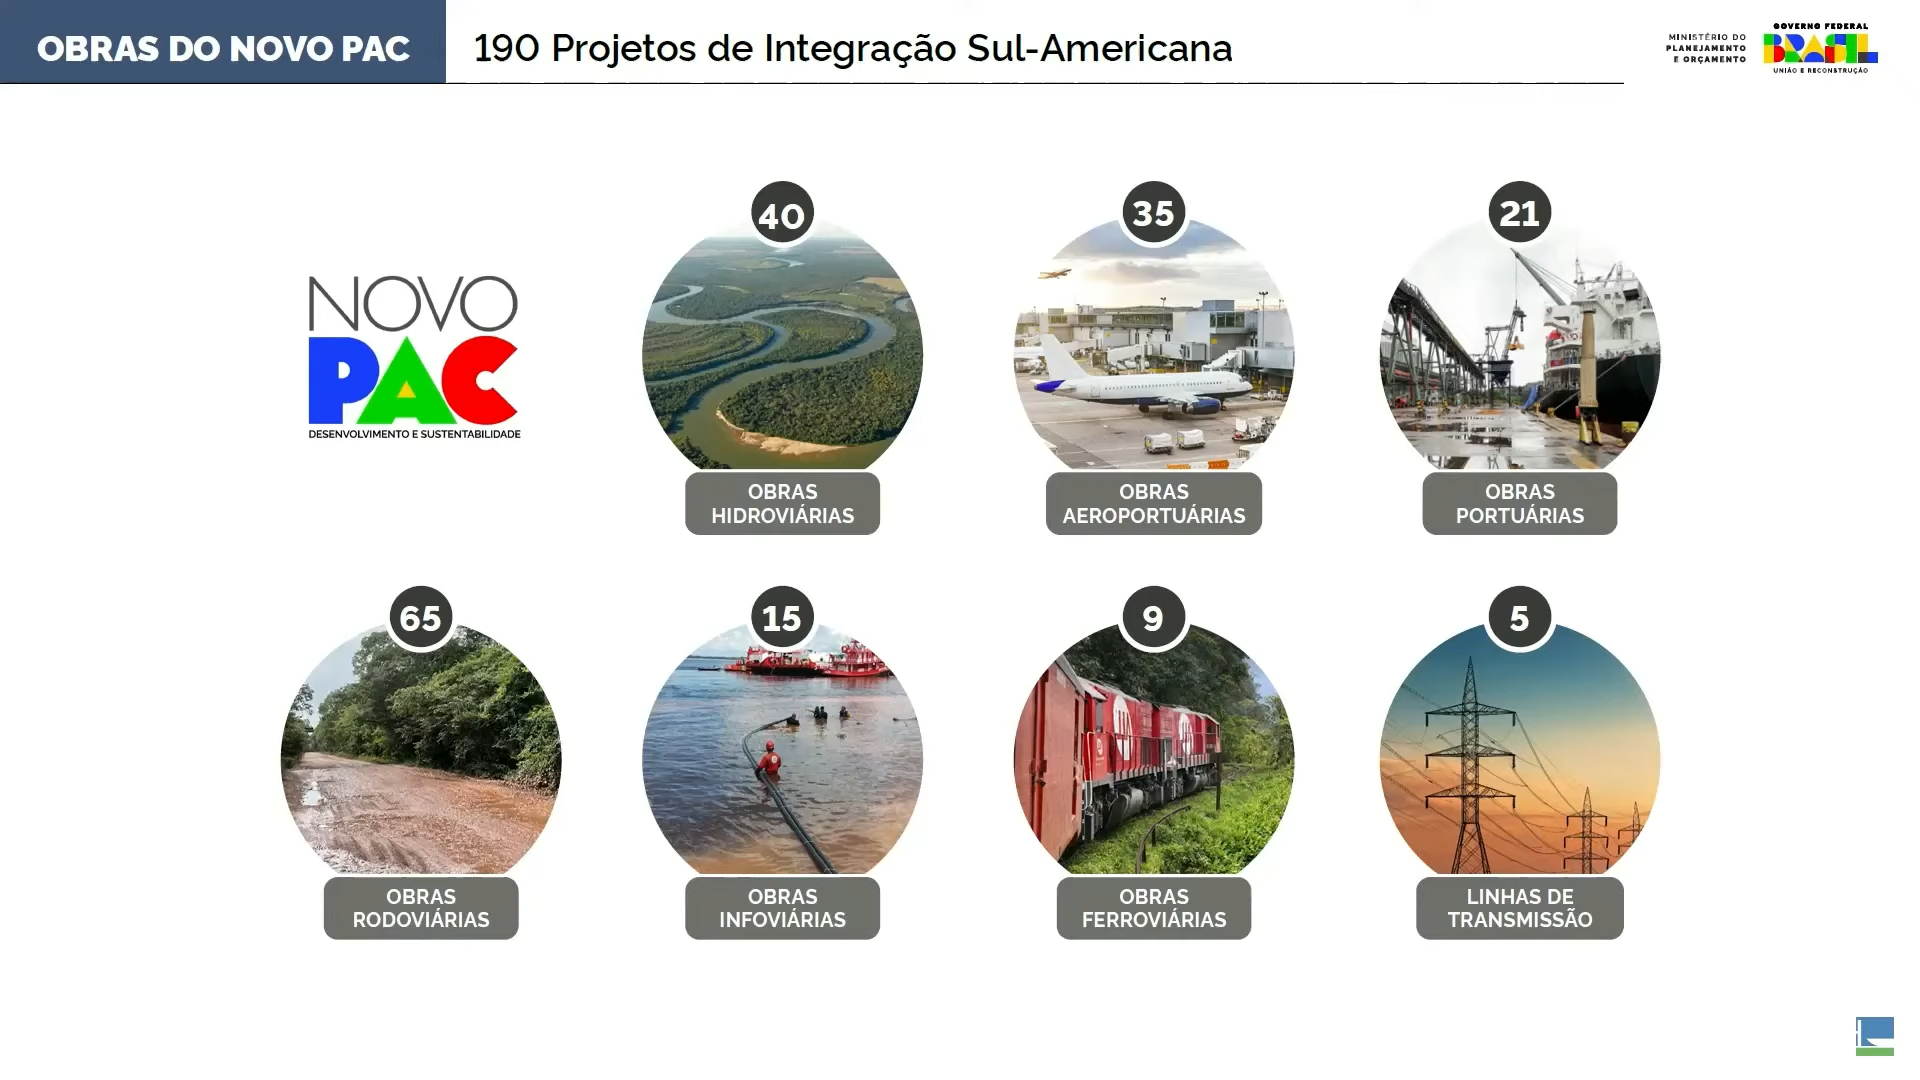 OBRAS DO NOVO PAC
190 Projetos de Integração Sul-Americana
MINISTÉRIO DO
PLANEJAMENTO
E ORÇAMENTO
GOVERNO FEDERAL
BRASIL
UNIÃO E RECONSTRUÇÃO
NOVO
PAC
DESENVOLVIMENTO E SUSTENTABILIDADE
40
OBRAS
HIDROVIÁRIAS
35
OBRAS
AEROPORTUÁRIAS
21
OBRAS
PORTUÁRIAS
65
OBRAS
RODOVIÁRIAS
15
OBRAS
INFOVIÁRIAS
9
OBRAS
FERROVIÁRIAS
5
LINHAS DE
TRANSMISSÃO